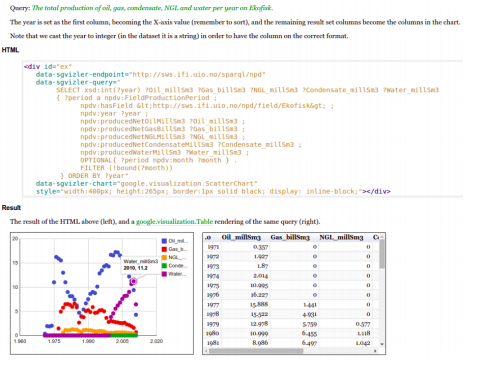 Query: The total production of oil, gas, condensate, NGL and water per year on Ekofisk.
The year is set as the first column, becoming the X-axis value (remember to sort), and the remaining result set columns become the columns in the chart.
Note that we cast the year to integer (in the dataset it is a string) in order to have the column on the correct format.
HTML
<div id="ex"
data-sgvizler-endpoint="http://sws.ifi.uio.no/sparql/npd"
data-sgvizler-query="
SELECT xsd:int(?year) ?Oil_millSm3 ?Gas_billSm3 ?NGL_millSm3 ?Condensate_millSm3 ?Water_millSm3
{ ?period a npdv:FieldProductionPeriod ;
npdv:hasField &lt;http://sws.ifi.uio.no/npd/field/Ekofisk&gt; ;
npdv:year ?year ;
npdv:producedNetOilMillSm3 ?Oil_millSm3 ;
npdv:producedNetGasBillSm3 ?Gas_billSm3 ;
npdv:producedNetNGLMillSm3 ?NGL_millSm3 ;
npdv:producedNetCondensateMillSm3 ?Condensate_millSm3 ;
npdv:producedWaterMillSm3 ?Water_millSm3 ;
OPTIONAL{ ?period npdv:month ?month } .
FILTER (!bound(?month))
} ORDER BY ?year"
data-sgvizler-chart="google.visualization.ScatterChart"
style="width:400px; height:265px; border:1px solid black; display: inline-block;"></div>
Result
The result of the HTML above (left), and a google.visualization.Table rendering of the same query (right).
20
15
10
5
0
1.960 1.975 1.990 2.005 2.020
Water_millSm3
2010, 11.2
Oil_mil...
Gas_b...
NGL_...
Conde...
Water...
.0 Oil_millSm3 Gas_billSm3 NGL_millSm3 Co
1971 0.357 0 0
1972 1.927 0 0
1973 1.87 0 0
1974 2.014 0 0
1975 10.995 0 0
1976 16.227 0 0
1977 15.888 1.441 0
1978 15.522 4.931 0
1979 12.978 5.759 0.577
1980 10.999 6.455 1.118
1981 8.986 6.497 1.042